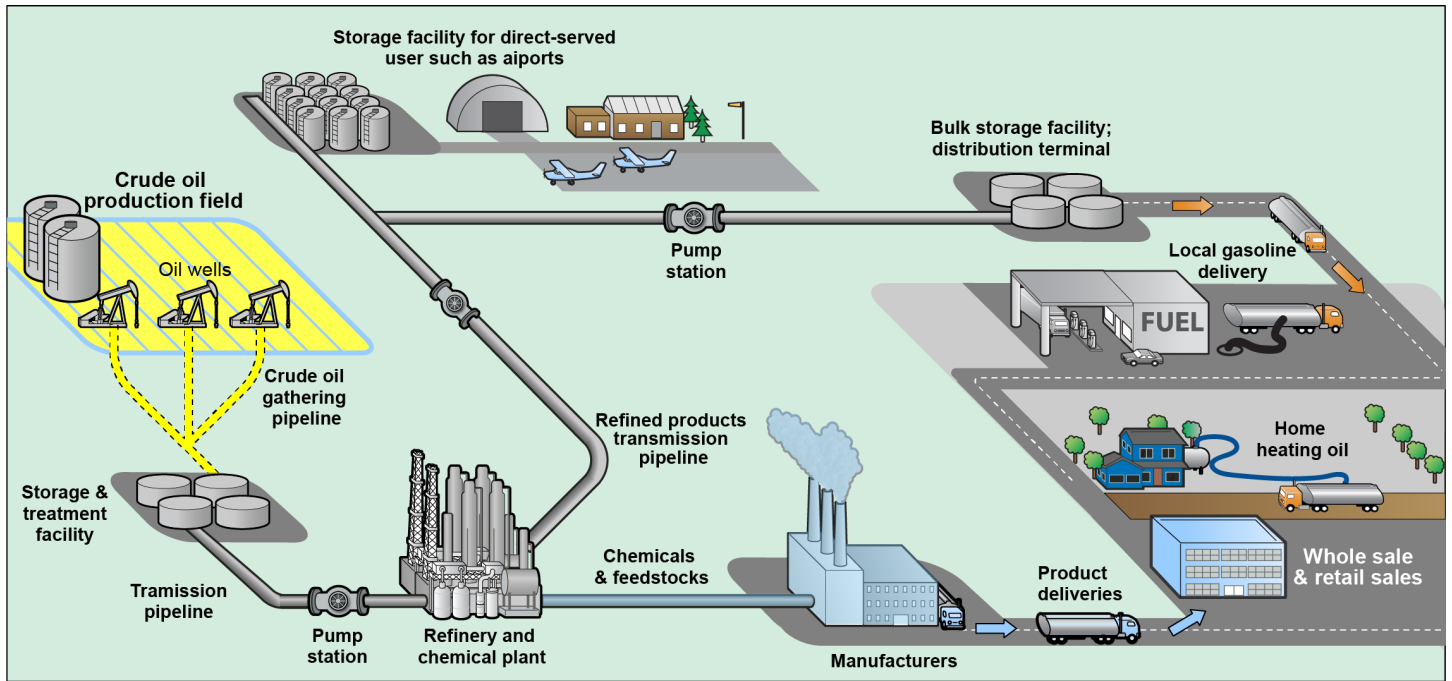 Storage facility for direct-served
user such as aiports
Bulk storage facility;
distribution terminal
Crude oil
production field
Oil wells
Pump
station
Local gasoline
delivery
FUEL
Crude oil
gathering
pipeline
Refined products
transmission
pipeline
Home
heating oil
Storage &
treatment
facility
Chemicals
& feedstocks
Whole sale
& retail sales
Tramission
pipeline
Product
deliveries
Pump
station
Refinery and
chemical plant
Manufacturers